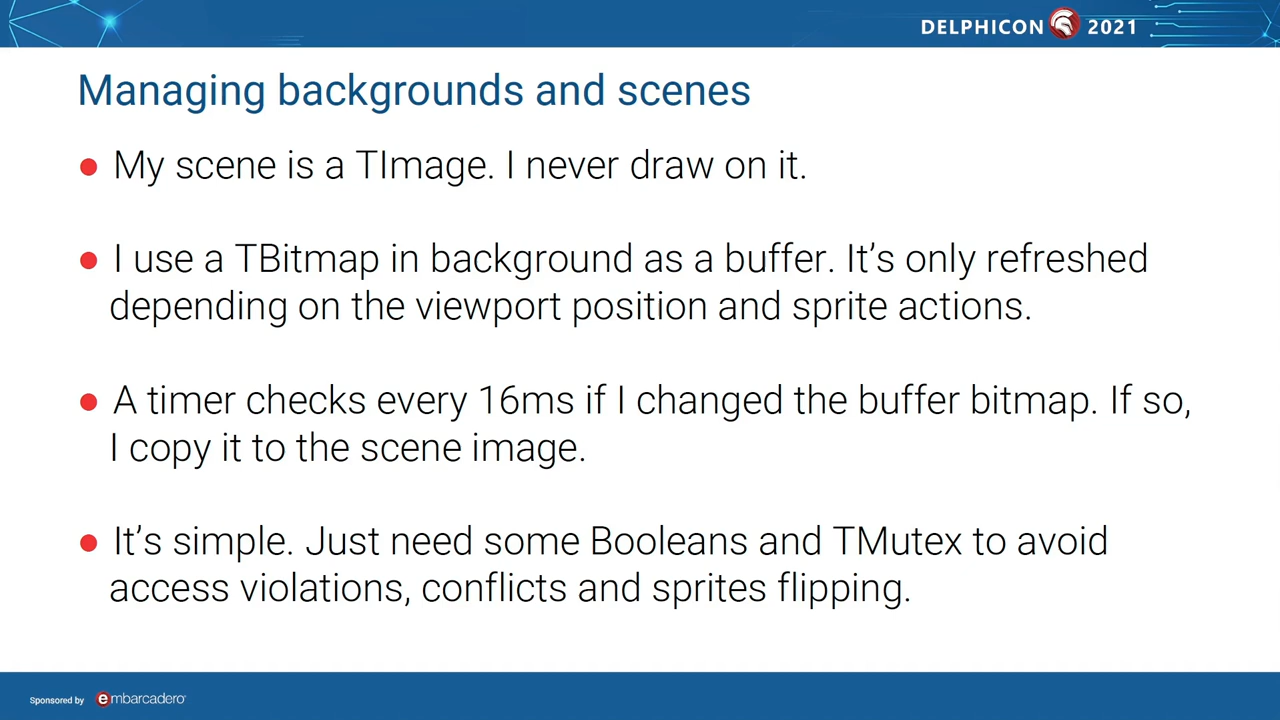 DELPHICON 2021
Managing backgrounds and scenes
● My scene is a TImage. I never draw on it.
● I use a TBitmap in background as a buffer. It’s only refreshed
depending on the viewport position and sprite actions.
● A timer checks every 16ms if I changed the buffer bitmap. If so,
I copy it to the scene image.
● It’s simple. Just need some Booleans and TMutex to avoid
access violations, conflicts and sprites flipping.
Sponsored by embarcadero